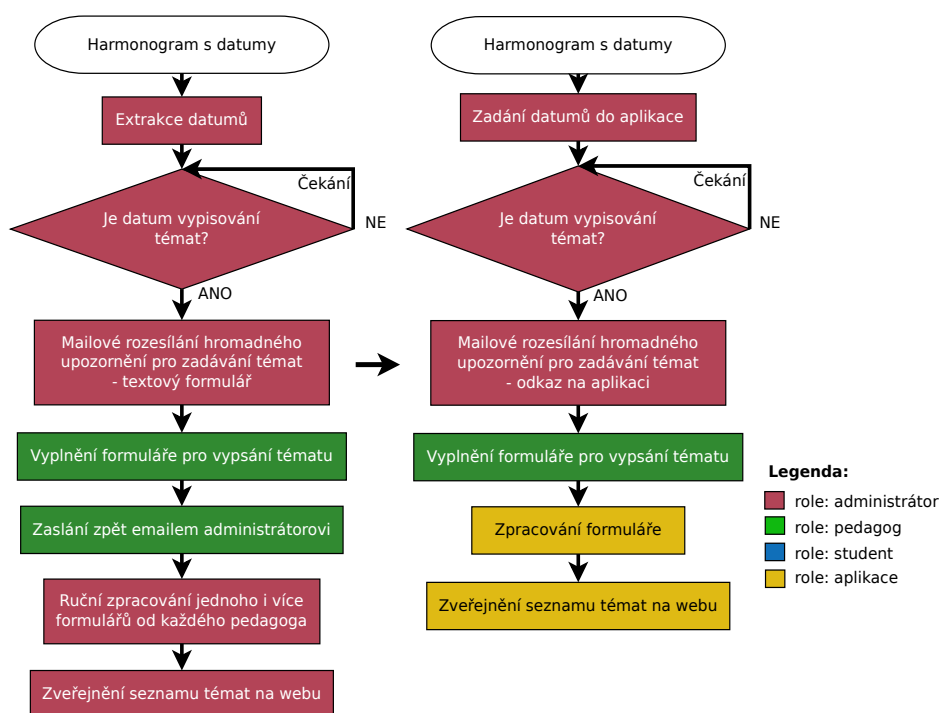 Harmonogram s datumy
Extrakce datumů
Čekání
Je datum vypisování
témat?
NE
ANO
Mailové rozesílání hromadného
upozornění pro zadávání témat
- textový formulář
Vyplnění formuláře pro vypsání tématu
Zaslání zpět emailem administrátorovi
Ruční zpracování jednoho i více
formulářů od každého pedagoga
Zveřejnění seznamu témat na webu
Harmonogram s datumy
Zadání datumů do aplikace
Čekání
Je datum vypisování
témat?
NE
ANO
Mailové rozesílání hromadného
upozornění pro zadávání témat
- odkaz na aplikaci
Vyplnění formuláře pro vypsání tématu
Zpracování formuláře
Zveřejnění seznamu témat na webu
Legenda:
role: administrátor
role: pedagog
role: student
role: aplikace